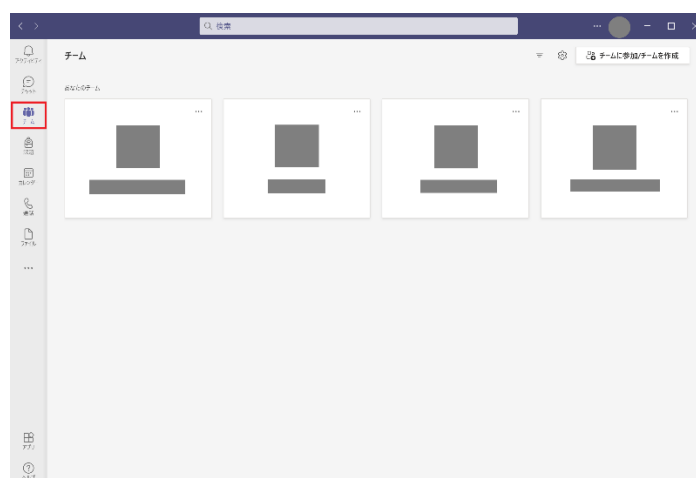 検索
アクティビティ
チーム
チームに参加/チームを作成
チャット
あなたのチーム
チーム
課題
カレンダー
通話
ファイル
アプリ
ヘルプ